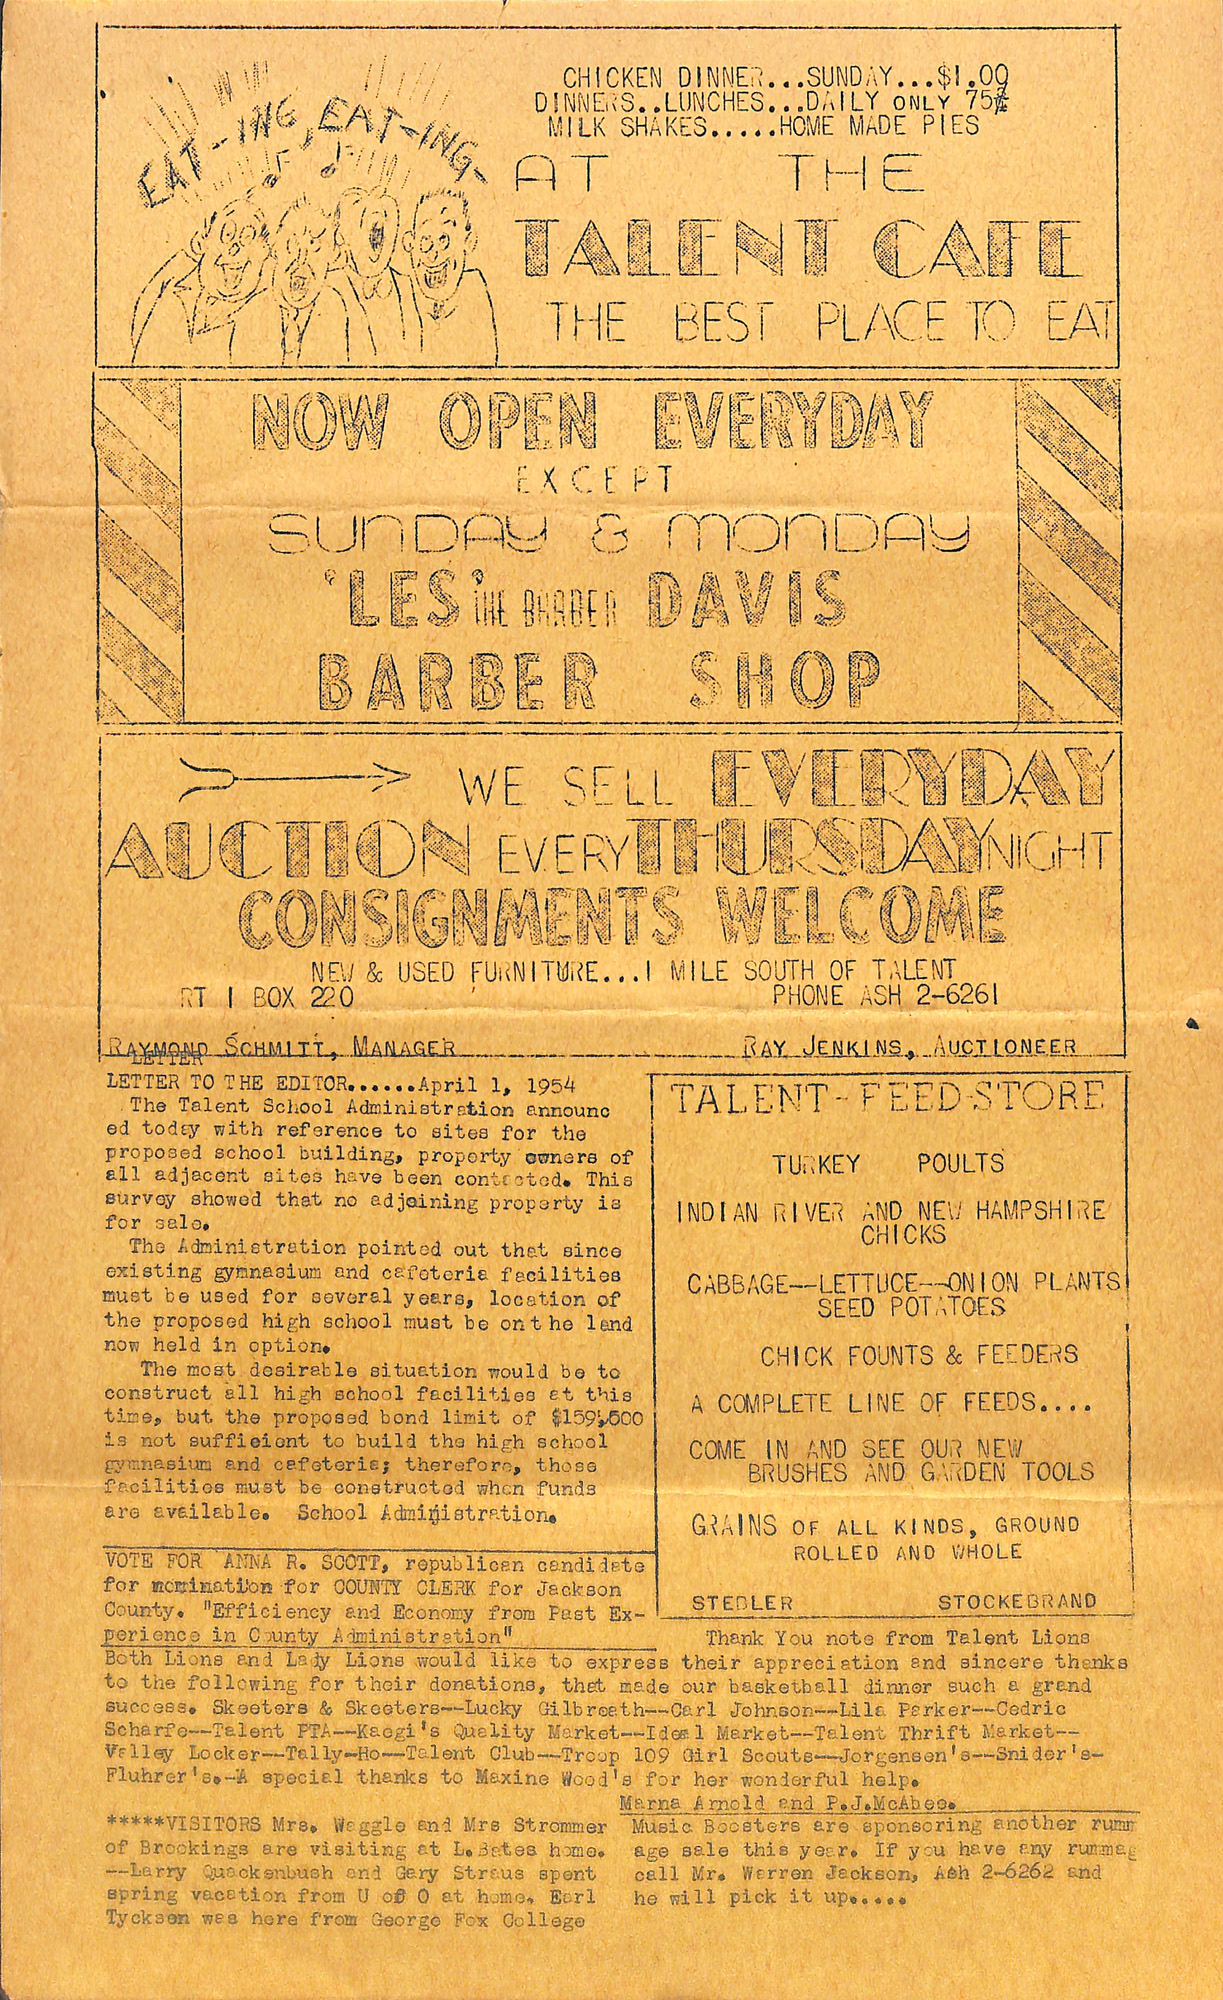 EAT-ING, EAT-ING-
CHICKEN DINNER...SUNDAY...$1.00
DINNERS..LUNCHES...DAILY ONLY 75¢
MILK SHAKES.....HOME MADE PIES
AT THE
TALENT CAFE
THE BEST PLACE TO EAT
NOW OPEN EVERYDAY
EXCEPT
SUNDAY & MONDAY
'LES THE BARBER DAVIS
BARBER SHOP
WE SELL EVERYDAY
AUCTION EVERY THURSDAY NIGHT
CONSIGNMENTS WELCOME
NEW & USED FURNITURE...1 MILE SOUTH OF TALENT
RT 1 BOX 220 PHONE ASH 2-6261
RAYMOND SCHMITT, MANAGER RAY JENKINS, AUCTIONEER
LETTER
LETTER TO THE EDITOR......April 1, 1954
The Talent School Administration announc
ed today with reference to sites for the
proposed school building, property owners of
all adjacent sites have been contacted. This
survey showed that no adjoining property is
for sale.
The Administration pointed out that since
existing gymnasium and cafeteria facilities
must be used for several years, location of
the proposed high school must be on the land
now held in option.
The most desirable situation would be to
construct all high school facilities at this
time, but the proposed bond limit of $159,500
is not sufficient to build the high school
gymnasium and cafeteria; therefore, those
facilities must be constructed when funds
are available. School Administration.
TALENT-FEED-STORE
TURKEY POULTS
INDIAN RIVER AND NEW HAMPSHIRE
CHICKS
CABBAGE--LETTUCE--ONION PLANTS
SEED POTATOES
CHICK FOUNTS & FEEDERS
A COMPLETE LINE OF FEEDS....
COME IN AND SEE OUR NEW
BRUSHES AND GARDEN TOOLS
GRAINS OF ALL KINDS, GROUND
ROLLED AND WHOLE
STEDLER STOCKEBRAND
VOTE FOR ANNA R. SCOTT, republican candidate
for nomination for COUNTY CLERK for Jackson
County. "Efficiency and Economy from Past Ex-
perience in County Administration"
Thank You note from Talent Lions
Both Lions and Lady Lions would like to express their appreciation and sincere thanks
to the following for their donations, that made our basketball dinner such a grand
success. Skeeters & Skeeters--Lucky Gilbreath--Carl Johnson--Lila Parker--Cedric
Scharfe--Talent PTA--Kaegi's Quality Market--Ideal Market--Talent Thrift Market--
Valley Locker--Tally-Ho--Talent Club--Troop 109 Girl Scouts--Jorgensen's--Snider's-
Fluhrer's.-A special thanks to Maxine Wood's for her wonderful help.
Marna Arnold and P.J.McAbee.
*****VISITORS Mrs. Waggle and Mrs Strommer
of Brookings are visiting at L.Bates home.
--Larry Quackenbush and Gary Straus spent
spring vacation from U of O at home. Earl
Tycksen was here from George Fox College
Music Boosters are sponsoring another rumm
age sale this year. If you have any rummag
call Mr. Warren Jackson, Ash 2-6262 and
he will pick it up.....